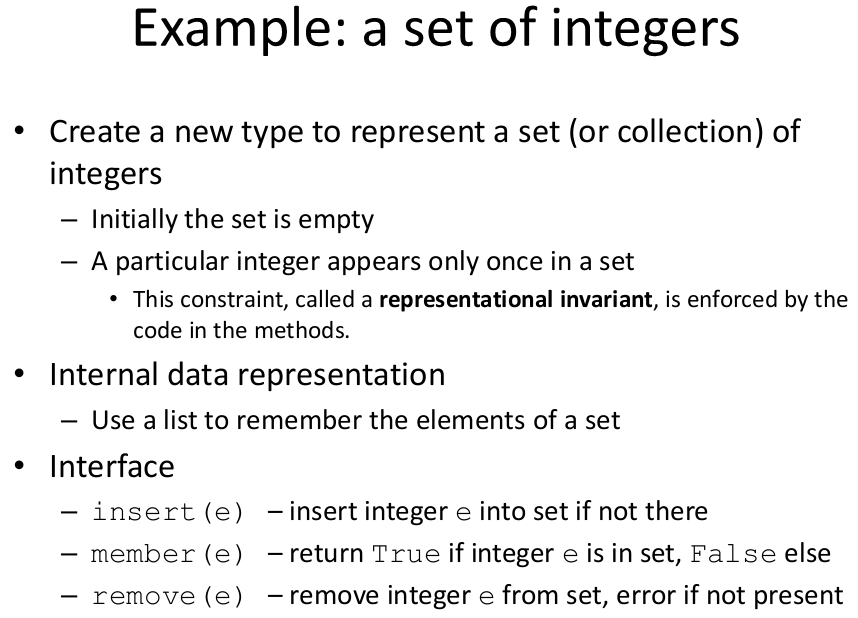 Example: a set of integers
• Create a new type to represent a set (or collection) of
integers
– Initially the set is empty
– A particular integer appears only once in a set
• This constraint, called a representational invariant, is enforced by the
code in the methods.
• Internal data representation
– Use a list to remember the elements of a set
• Interface
– insert(e) – insert integer e into set if not there
– member(e) – return True if integer e is in set, False else
– remove(e) – remove integer e from set, error if not present